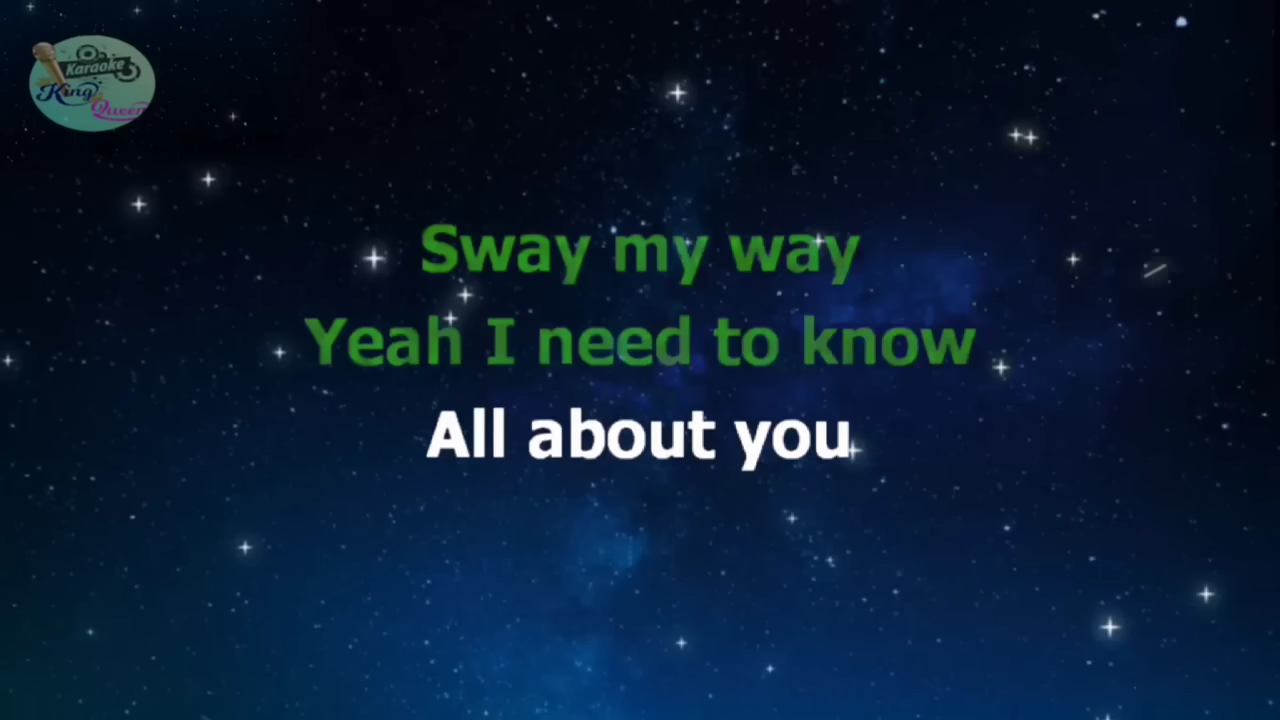 Karaoke
King
Queen
Sway my way
Yeah I need to know
All about you